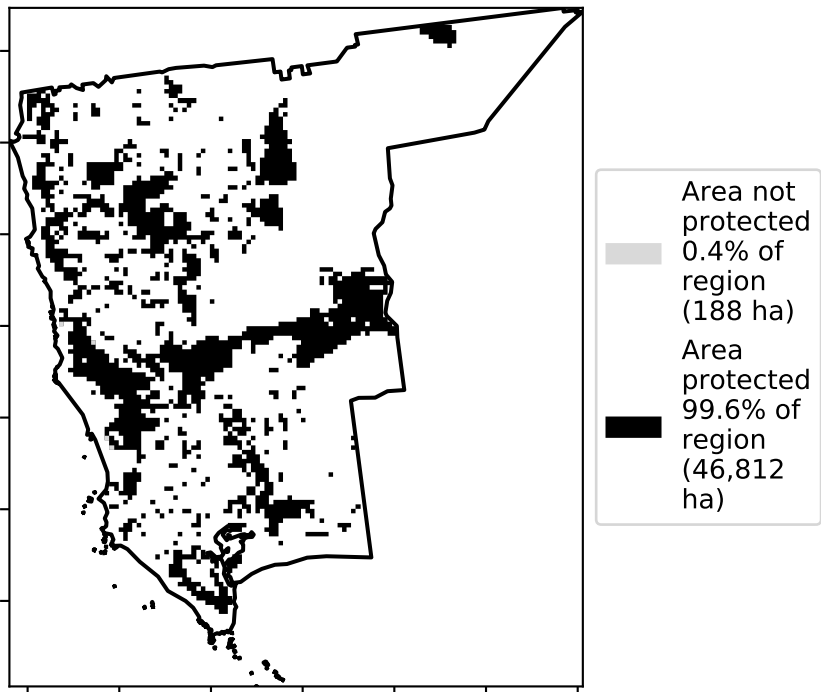 Area not
protected
0.4% of
region
(188 ha)
Area
protected
99.6% of
region
(46,812
ha)